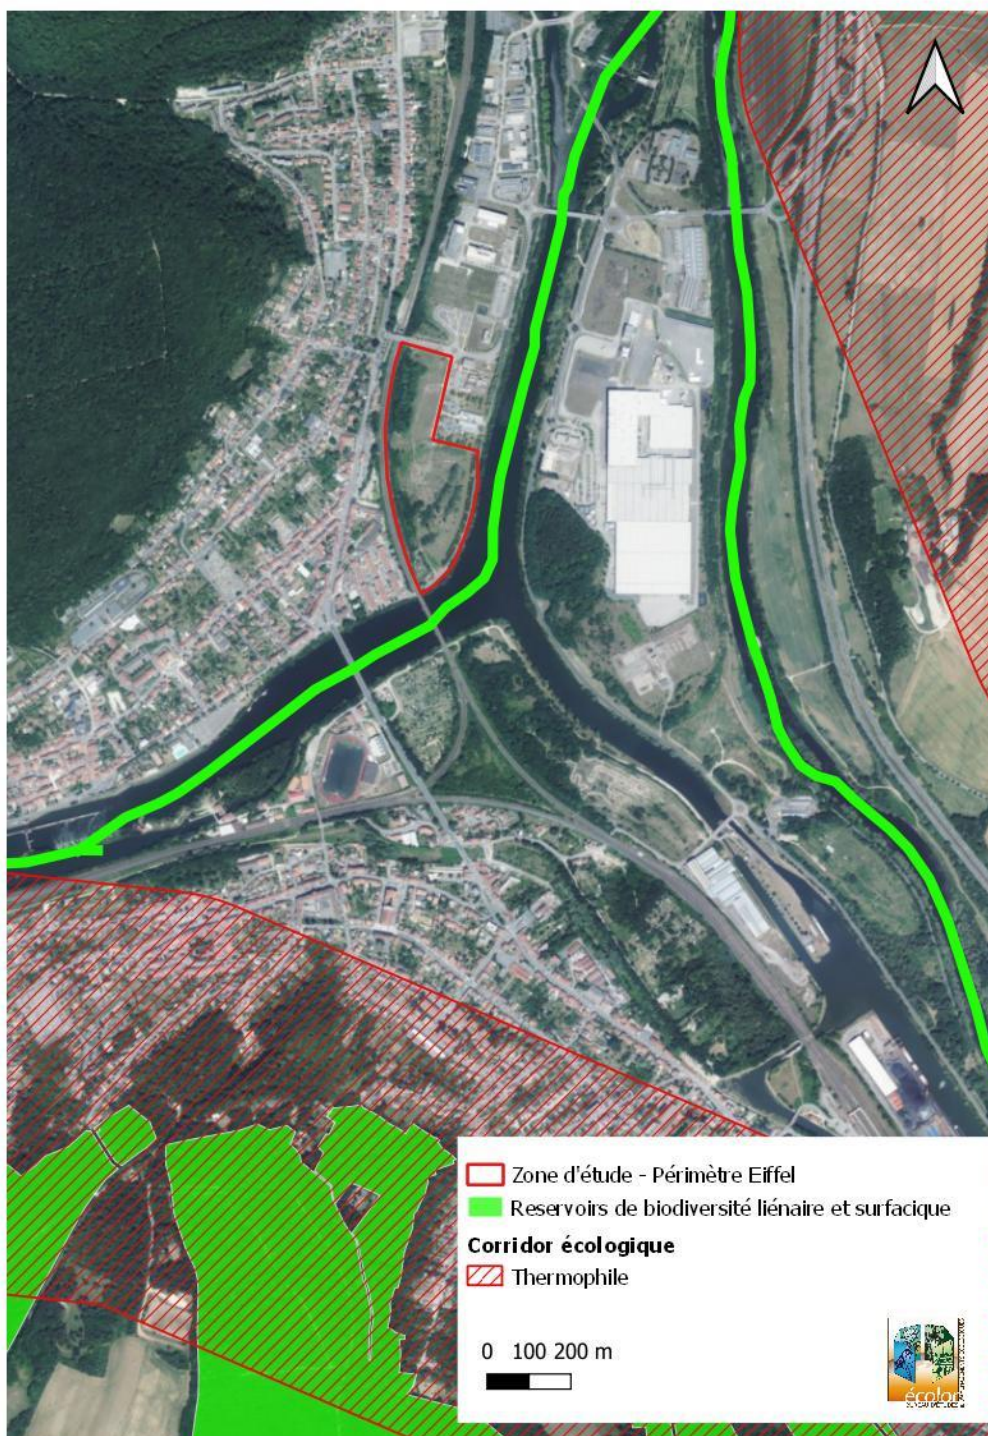 Zone d'étude - Périmètre Eiffel
Reservoirs de biodiversité liénaire et surfacique
Corridor écologique
Thermophile
0 100 200 m
écolor